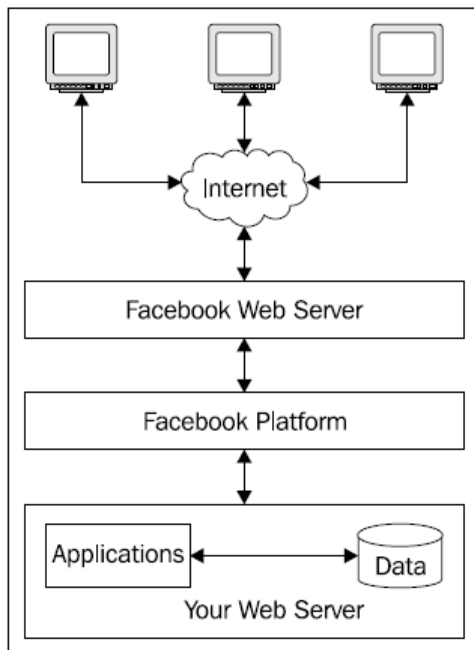 Internet
Facebook Web Server
Facebook Platform
Applications
Data
Your Web Server